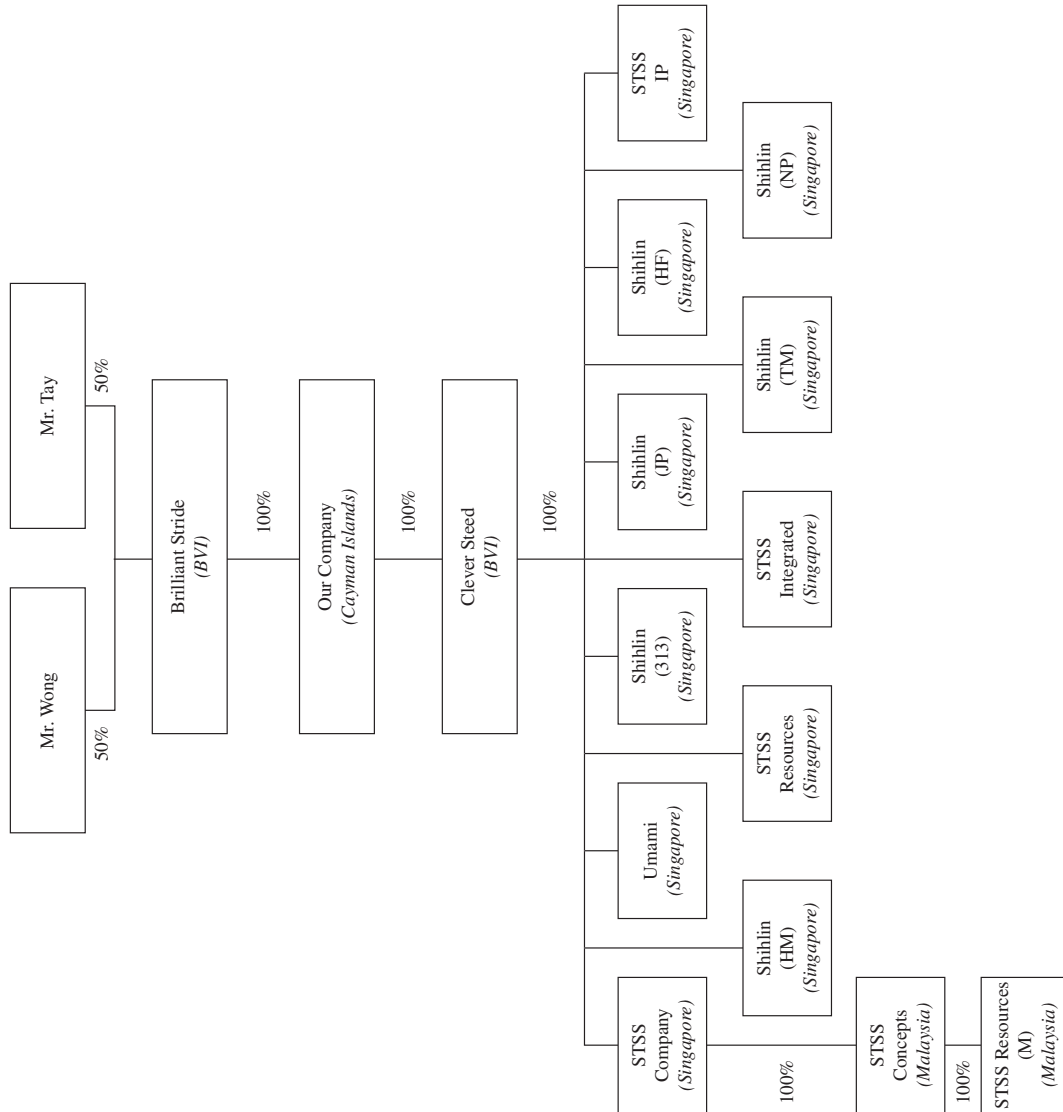 Mr. Wong
Mr. Tay
50%
50%
Brilliant Stride
(BVI)
100%
Our Company
(Cayman Islands)
100%
Clever Steed
(BVI)
100%
STSS
Company
(Singapore)
Umami
(Singapore)
Shihlin
(313)
(Singapore)
Shihlin
(JP)
(Singapore)
Shihlin
(HF)
(Singapore)
STSS
IP
(Singapore)
Shihlin
(HM)
(Singapore)
STSS
Resources
(Singapore)
STSS
Integrated
(Singapore)
Shihlin
(TM)
(Singapore)
Shihlin
(NP)
(Singapore)
100%
STSS
Concepts
(Malaysia)
100%
STSS Resources
(M)
(Malaysia)